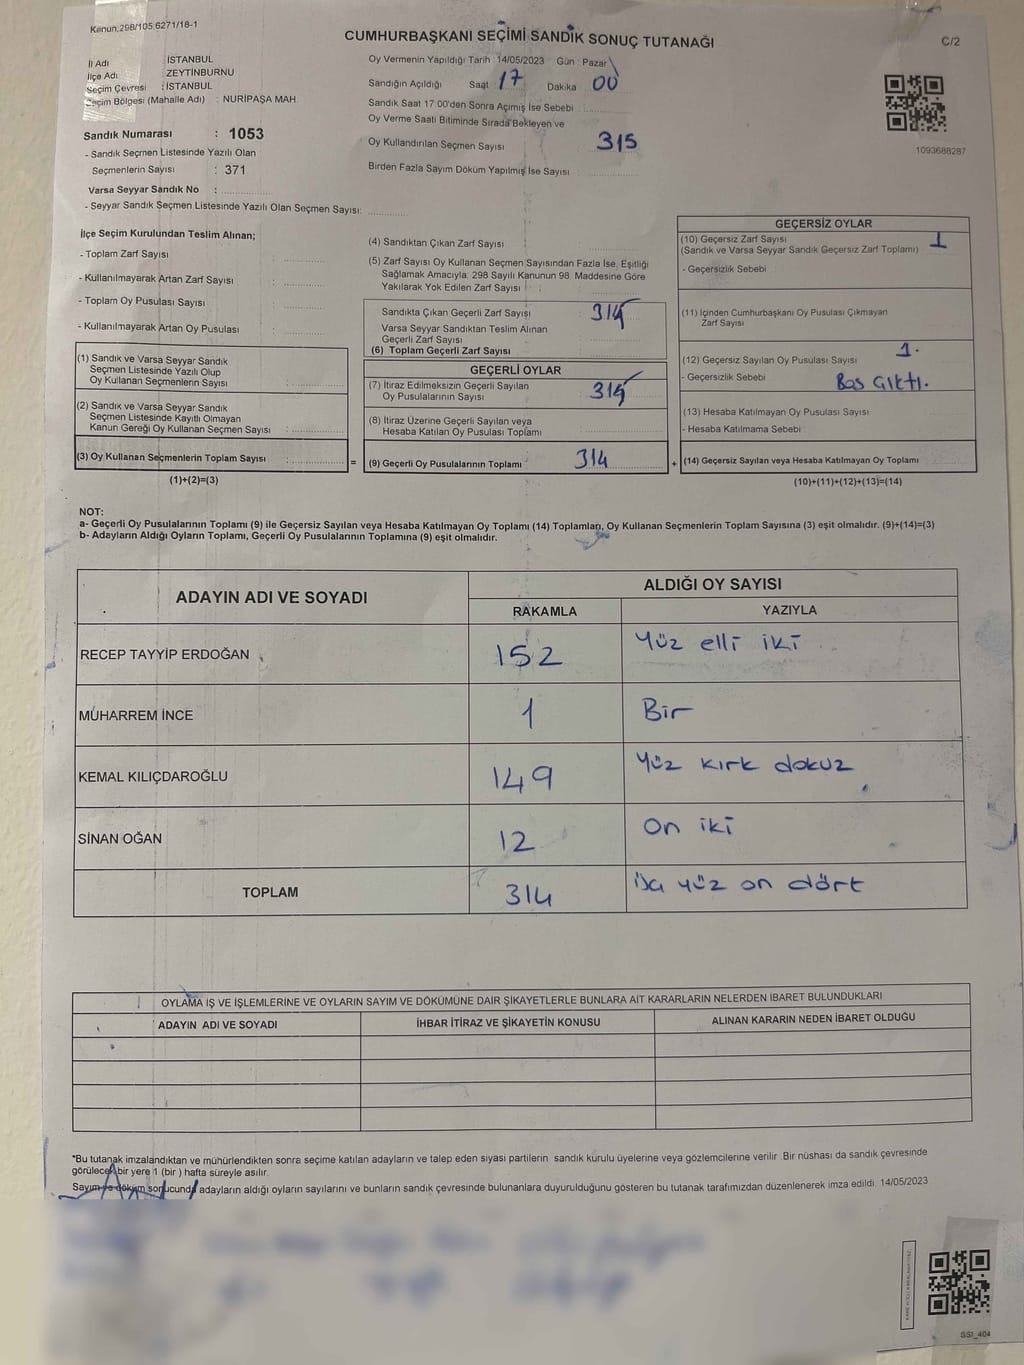 Kanun.298/105,6271/18-1
CUMHURBAŞKANI SEÇİMİ SANDIK SONUÇ TUTANAĞI
C/2
İl Adı : İSTANBUL
İlçe Adı : ZEYTİNBURNU
Seçim Çevresi : İSTANBUL
Seçim Bölgesi (Mahalle Adı) : NURİPAŞA MAH.
Sandık Numarası : 1053
- Sandık Seçmen Listesinde Yazılı Olan
Seçmenlerin Sayısı : 371
Varsa Seyyar Sandık No :
- Seyyar Sandık Seçmen Listesinde Yazılı Olan Seçmen Sayısı:
Oy Vermenin Yapıldığı Tarih :14/05/2023 Gün : Pazar
Sandığın Açıldığı Saat 17 Dakika 00
Sandık Saat 17:00'den Sonra Açımış İse Sebebi
Oy Verme Saati Bitiminde Sırada Bekleyen ve
Oy Kullandırılan Seçmen Sayısı 315
Birden Fazla Sayım Döküm Yapılmış İse Sayısı
1093688287
İlçe Seçim Kurulundan Teslim Alınan;
- Toplam Zarf Sayısı :
- Kullanılmayarak Artan Zarf Sayısı :
- Toplam Oy Pusulası Sayısı :
- Kullanılmayarak Artan Oy Pusulası :
(1) Sandık ve Varsa Seyyar Sandık
Seçmen Listesinde Yazılı Olup
Oy Kullanan Seçmenlerin Sayısı :
(2) Sandık ve Varsa Seyyar Sandık
Seçmen Listesinde Kayıtlı Olmayan
Kanun Gereği Oy Kullanan Seçmen Sayısı :
(3) Oy Kullanan Seçmenlerin Toplam Sayısı :
(1)+(2)=(3)
=
(4) Sandıktan Çıkan Zarf Sayısı
(5) Zarf Sayısı Oy Kullanan Seçmen Sayısından Fazla İse, Eşitliği
Sağlamak Amacıyla, 298 Sayılı Kanunun 98. Maddesine Göre
Yakılarak Yok Edilen Zarf Sayısı :
Sandıkta Çıkan Geçerli Zarf Sayısı : 314
Varsa Seyyar Sandıktan Teslim Alınan
Geçerli Zarf Sayısı :
(6) Toplam Geçerli Zarf Sayısı
GEÇERLİ OYLAR
(7) İtiraz Edilmeksizin Geçerli Sayılan
Oy Pusulalarının Sayısı 314
(8) İtiraz Üzerine Geçerli Sayılan veya
Hesaba Katılan Oy Pusulası Toplamı
(9) Geçerli Oy Pusulalarının Toplamı 314
+
GEÇERSİZ OYLAR
(10) Geçersiz Zarf Sayısı 1
(Sandık ve Varsa Seyyar Sandık Geçersiz Zarf Toplamı) :
- Geçersizlik Sebebi :
(11) İçinden Cumhurbaşkanı Oy Pusulası Çıkmayan
Zarf Sayısı
(12) Geçersiz Sayılan Oy Pusulası Sayısı 1.
- Geçersizlik Sebebi Boş Çıktı.
(13) Hesaba Katılmayan Oy Pusulası Sayısı
- Hesaba Katılmama Sebebi :
(14) Geçersiz Sayılan veya Hesaba Katılmayan Oy Toplamı
(10)+(11)+(12)+(13)=(14)
NOT:
a- Geçerli Oy Pusulalarının Toplamı (9) ile Geçersiz Sayılan veya Hesaba Katılmayan Oy Toplamı (14) Toplamları, Oy Kullanan Seçmenlerin Toplam Sayısına (3) eşit olmalıdır. (9)+(14)=(3)
b- Adayların Aldığı Oyların Toplamı, Geçerli Oy Pusulalarının Toplamına (9) eşit olmalıdır.
ADAYIN ADI VE SOYADI
ALDIĞI OY SAYISI
RAKAMLA YAZIYLA
RECEP TAYYİP ERDOĞAN 152 Yüz elli iki
MUHARREM İNCE 1 Bir
KEMAL KILIÇDAROĞLU 149 Yüz kırk dokuz
SİNAN OĞAN 12 On iki
TOPLAM 314 yüz on dört
OYLAMA İŞ VE İŞLEMLERİNE VE OYLARIN SAYIM VE DÖKÜMÜNE DAİR ŞİKAYETLERLE BUNLARA AİT KARARLARIN NELERDEN İBARET BULUNDUKLARI
ADAYIN ADI VE SOYADI İHBAR İTİRAZ VE ŞİKAYETİN KONUSU ALINAN KARARIN NEDEN İBARET OLDUĞU
*Bu tutanak imzalandıktan ve mühürlendikten sonra seçime katılan adayların ve talep eden siyasi partilerin sandık kurulu üyelerine veya gözlemcilerine verilir. Bir nüshası da sandık çevresinde
görülecek bir yere 1 (bir) hafta süreyle asılır.
Sayım ve döküm sonucunda adayların aldığı oyların sayılarını ve bunların sandık çevresinde bulunanlara duyurulduğunu gösteren bu tutanak tarafımızdan düzenlenerek imza edildi. 14/05/2023
SSI_404